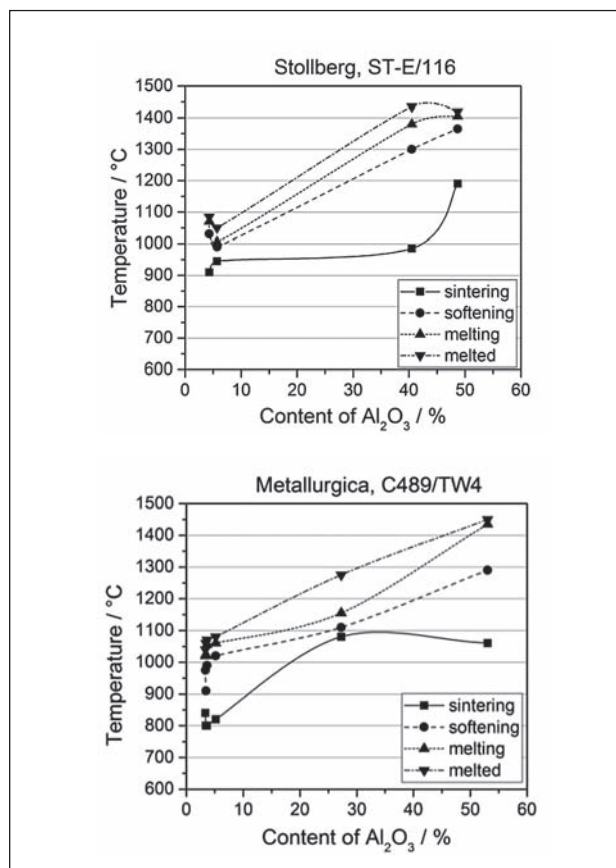 Stollberg, ST-E/116
1500
1400
1300
1200
1100
1000
900
800
700
600
Temperature / °C
sintering
softening
melting
melted
0 10 20 30 40 50 60
Content of Al₂O₃ / %
Metallurgica, C489/TW4
1500
1400
1300
1200
1100
1000
900
800
700
600
Temperature / °C
sintering
softening
melting
melted
0 10 20 30 40 50 60
Content of Al₂O₃ / %